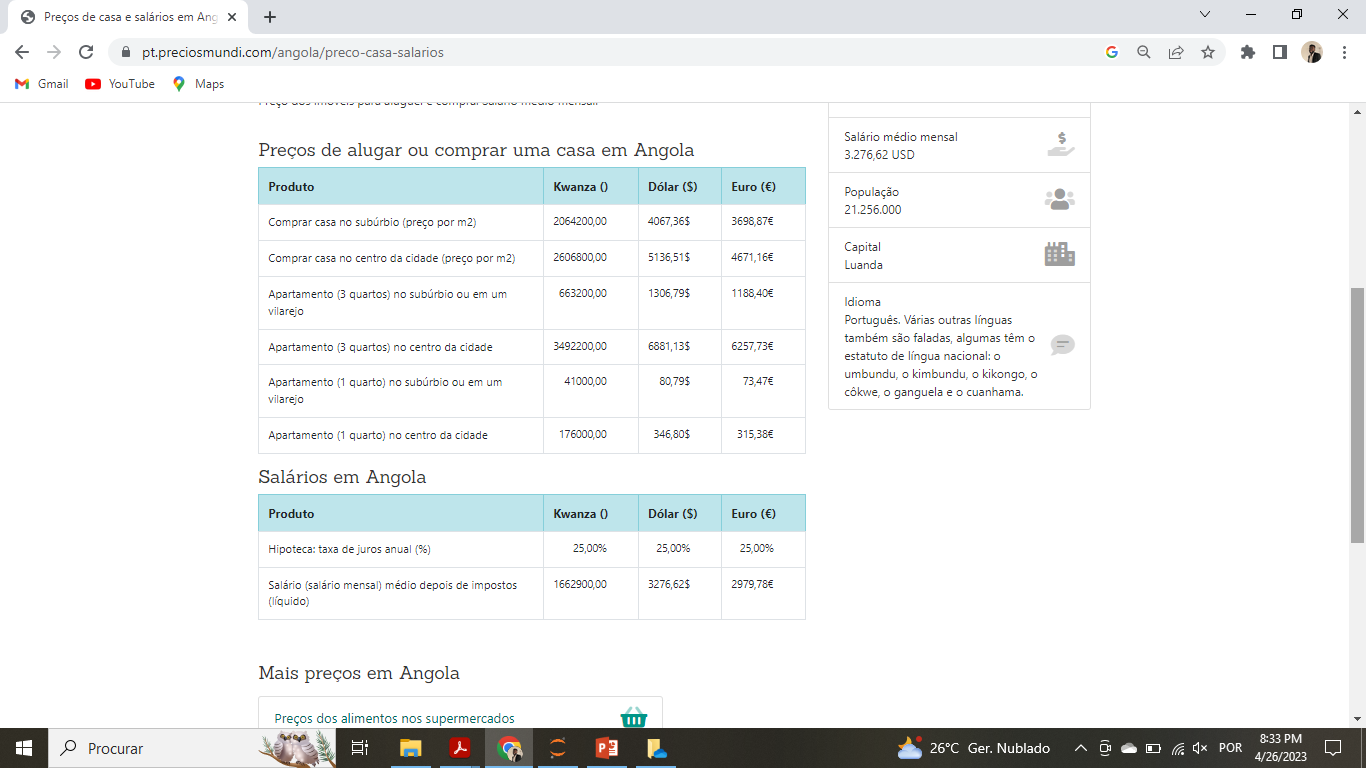 Preços de casa e salários em Ang
pt.preciosmundi.com/angola/preco-casa-salarios
Gmail YouTube Maps
Preço dos imóveis para aluguel e comprar salário médio mensal.
Preços de alugar ou comprar uma casa em Angola
Produto Kwanza () Dólar ($) Euro (€)
Comprar casa no subúrbio (preço por m2) 2064200,00 4067,36$ 3698,87€
Comprar casa no centro da cidade (preço por m2) 2606800,00 5136,51$ 4671,16€
Apartamento (3 quartos) no subúrbio ou em um 663200,00 1306,79$ 1188,40€
vilarejo
Apartamento (3 quartos) no centro da cidade 3492200,00 6881,13$ 6257,73€
Apartamento (1 quarto) no subúrbio ou em um 41000,00 80,79$ 73,47€
vilarejo
Apartamento (1 quarto) no centro da cidade 176000,00 346,80$ 315,38€
Salários em Angola
Produto Kwanza () Dólar ($) Euro (€)
Hipoteca: taxa de juros anual (%) 25,00% 25,00% 25,00%
Salário (salário mensal) médio depois de impostos 1662900,00 3276,62$ 2979,78€
(líquido)
Mais preços em Angola
Preços dos alimentos nos supermercados
Salário médio mensal
3.276,62 USD
População
21.256.000
Capital
Luanda
Idioma
Português. Várias outras línguas
também são faladas, algumas têm o
estatuto de língua nacional: o
umbundu, o kimbundu, o kikongo, o
côkwe, o ganguela e o cuanhama.
Procurar
26°C Ger. Nublado
POR
8:33 PM
4/26/2023